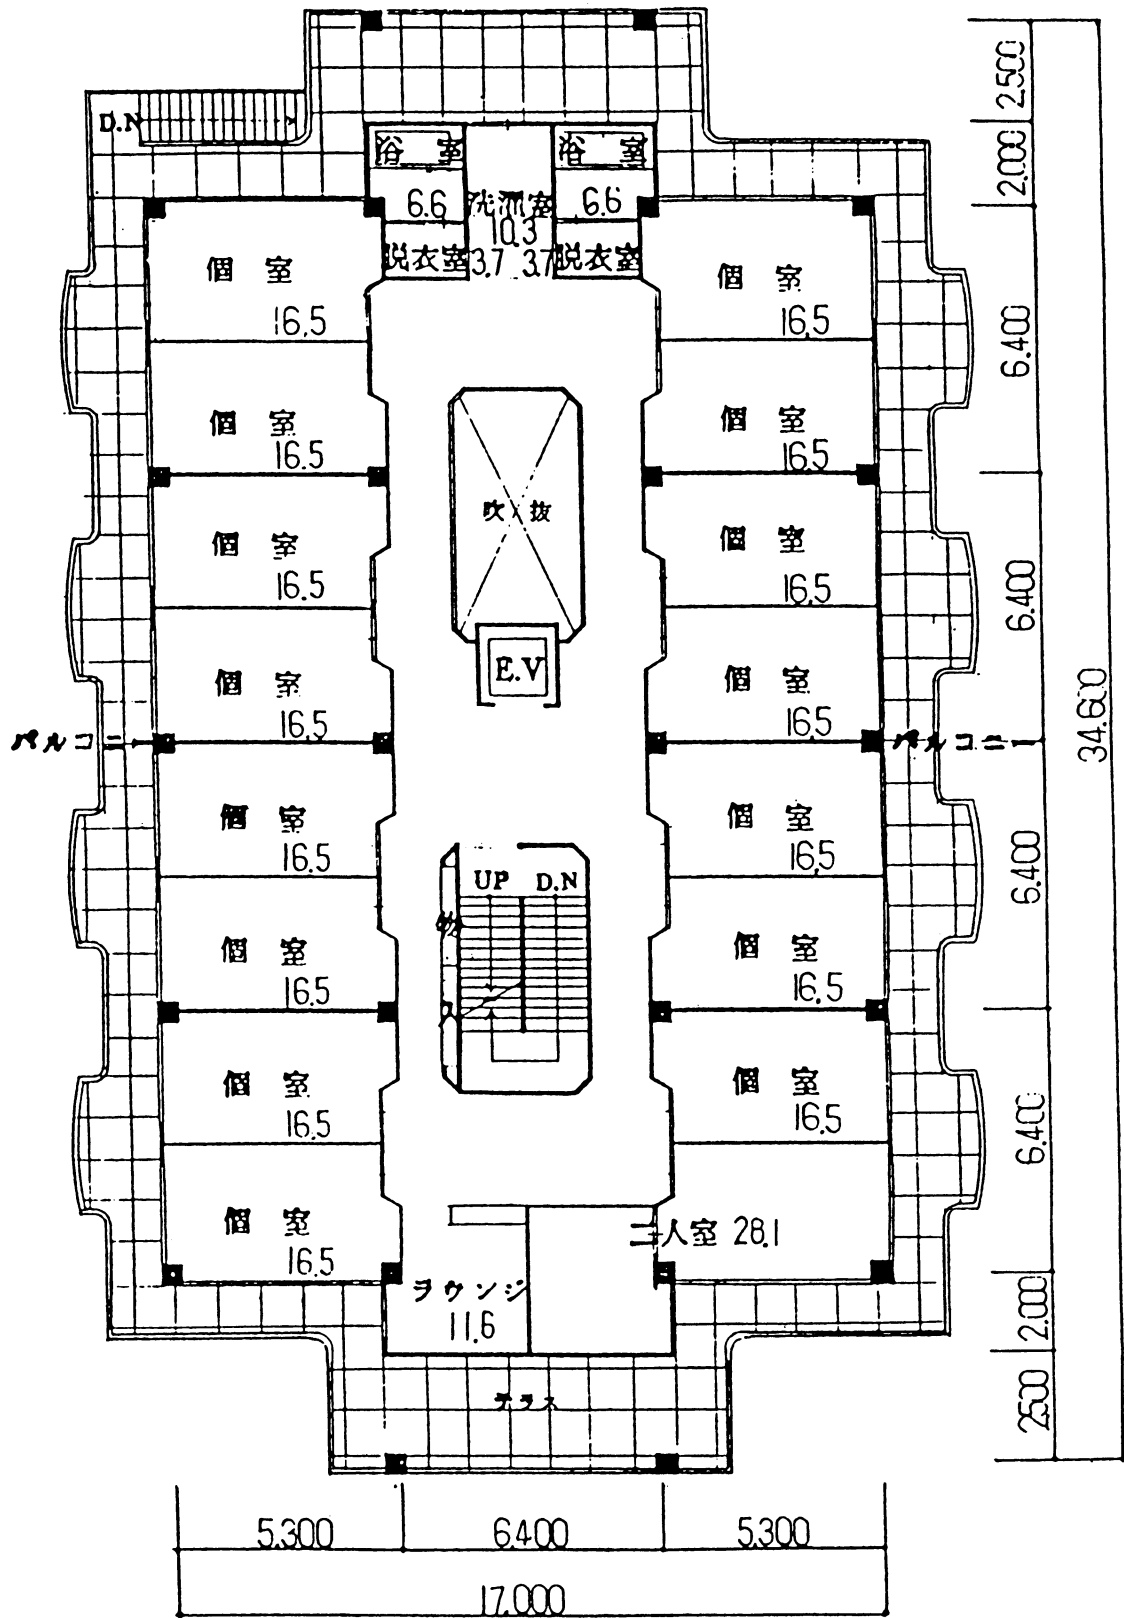 D.N
浴 室
浴 室
2.500
2.000
6.6
洗濯室
6.6
10.3
脱衣室
3.7
3.7
脱衣室
個 室
16.5
個 室
16.5
6.400
個 室
16.5
個 室
16.5
吹 抜
個 室
16.5
個 室
16.5
6.400
個 室
16.5
E.V
個 室
16.5
34.600
バルコニー
バルコニー
個 室
16.5
個 室
16.5
6.400
UP
D.N
物
個 室
16.5
個 室
16.5
個 室
16.5
個 室
16.5
6.400
個 室
16.5
二人室 28.1
ラウンジ
11.6
2.000
テラス
2500
5.300
6.400
5.300
17.000